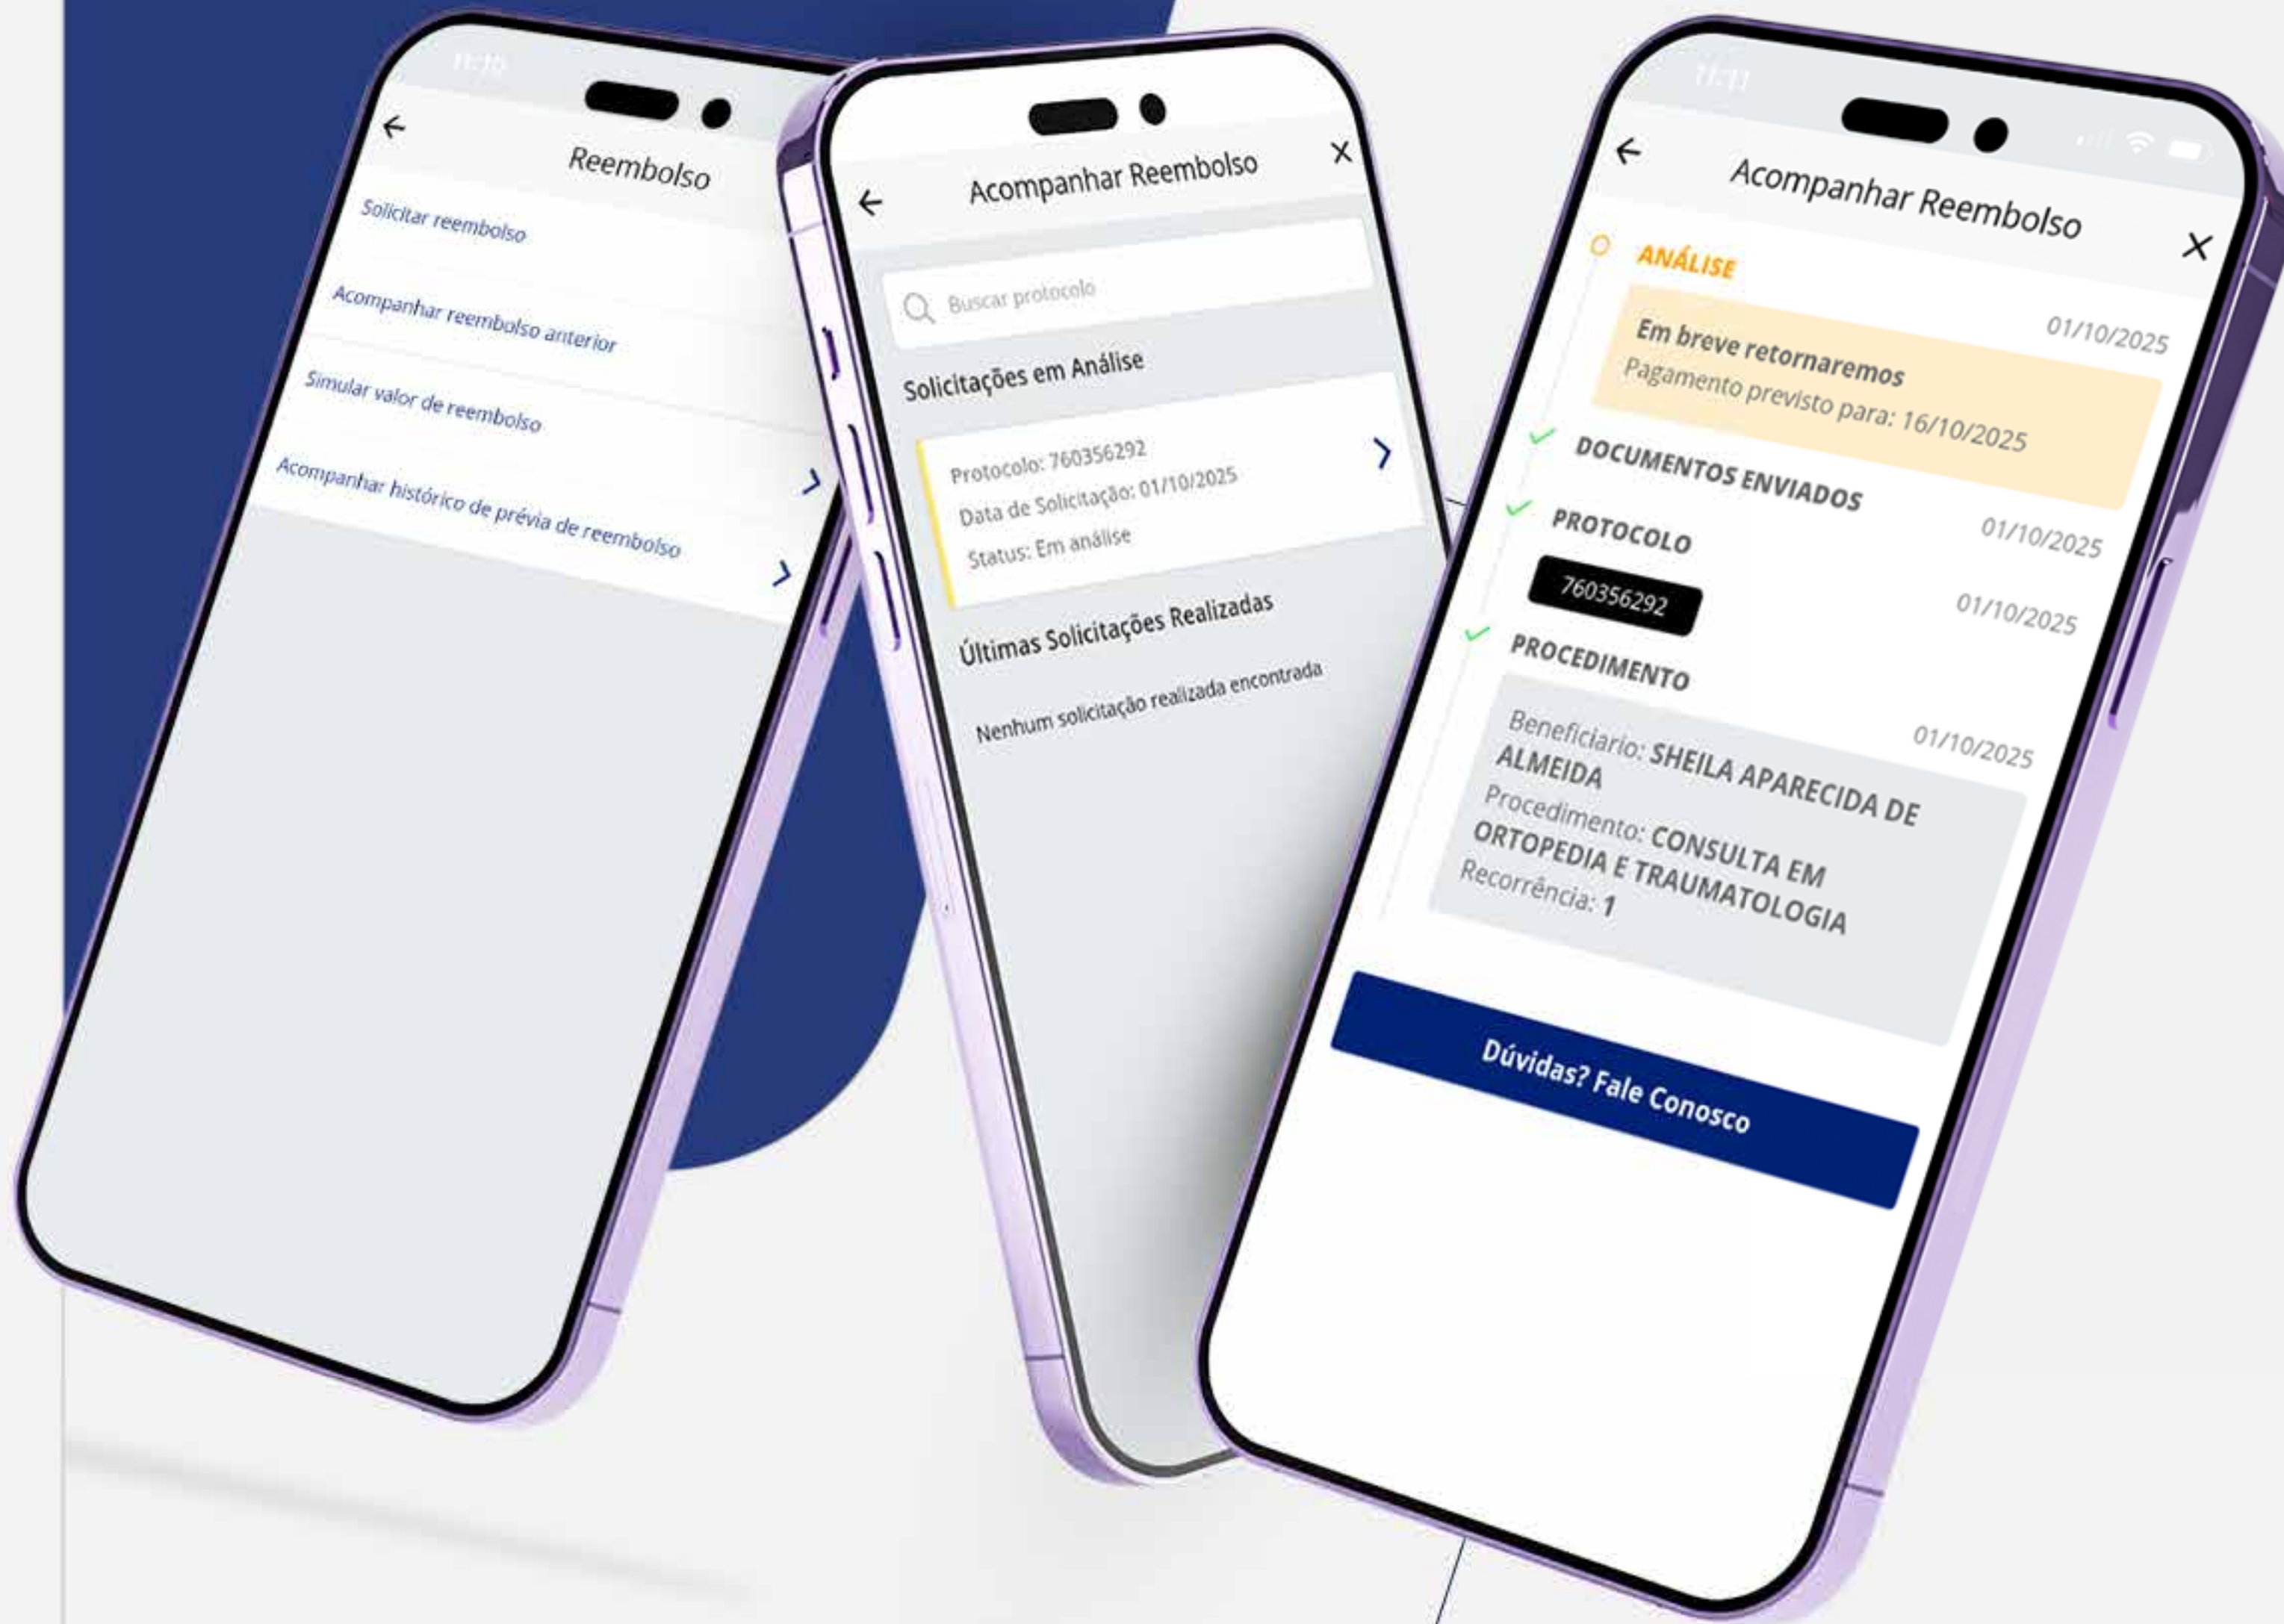 11:10
Reembolso
Solicitar reembolso
Acompanhar reembolso anterior
Simular valor de reembolso
Acompanhar histórico de prévia de reembolso
Acompanhar Reembolso
Buscar protocolo
Solicitações em Análise
Protocolo: 760356292
Data de Solicitação: 01/10/2025
Status: Em análise
Últimas Solicitações Realizadas
Nenhum solicitação realizada encontrada
11:11
Acompanhar Reembolso
ANÁLISE
01/10/2025
Em breve retornaremos
Pagamento previsto para: 16/10/2025
DOCUMENTOS ENVIADOS
01/10/2025
PROTOCOLO
01/10/2025
760356292
PROCEDIMENTO
01/10/2025
Beneficiario: SHEILA APARECIDA DE
ALMEIDA
Procedimento: CONSULTA EM
ORTOPEDIA E TRAUMATOLOGIA
Recorrência: 1
Dúvidas? Fale Conosco